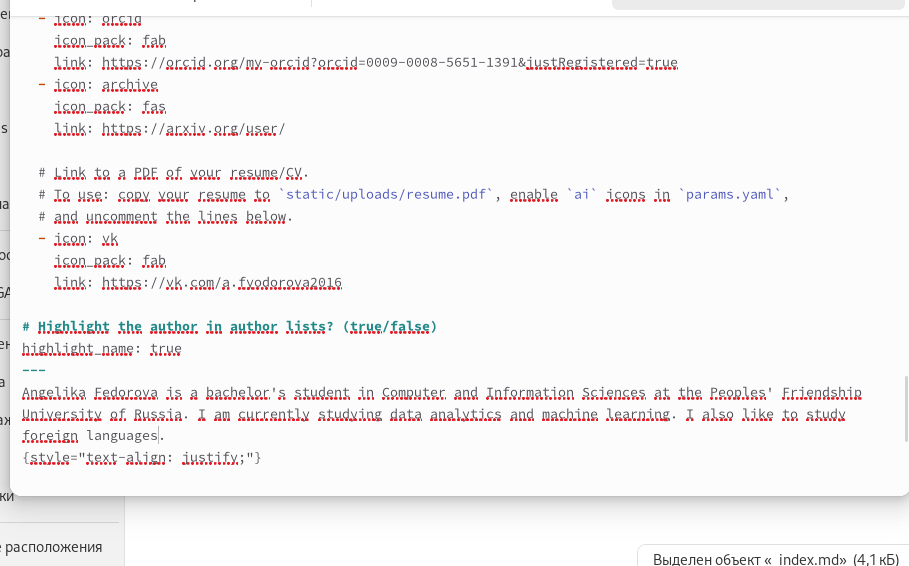 - icon: orcid
icon_pack: fab
link: https://orcid.org/my-orcid?orcid=0009-0008-5651-1391&justRegistered=true
- icon: archive
icon_pack: fas
link: https://arxiv.org/user/
# Link to a PDF of your resume/CV.
# To use: copy your resume to `static/uploads/resume.pdf`, enable `ai` icons in `params.yaml`,
# and uncomment the lines below.
- icon: vk
icon_pack: fab
link: https://vk.com/a.fyodorova2016
# Highlight the author in author lists? (true/false)
highlight_name: true
---
Angelika Fedorova is a bachelor's student in Computer and Information Sciences at the Peoples' Friendship
University of Russia. I am currently studying data analytics and machine learning. I also like to study
foreign languages.
{style="text-align: justify;"}
е расположения
Выделен объект «_index.md» (4,1 кБ)